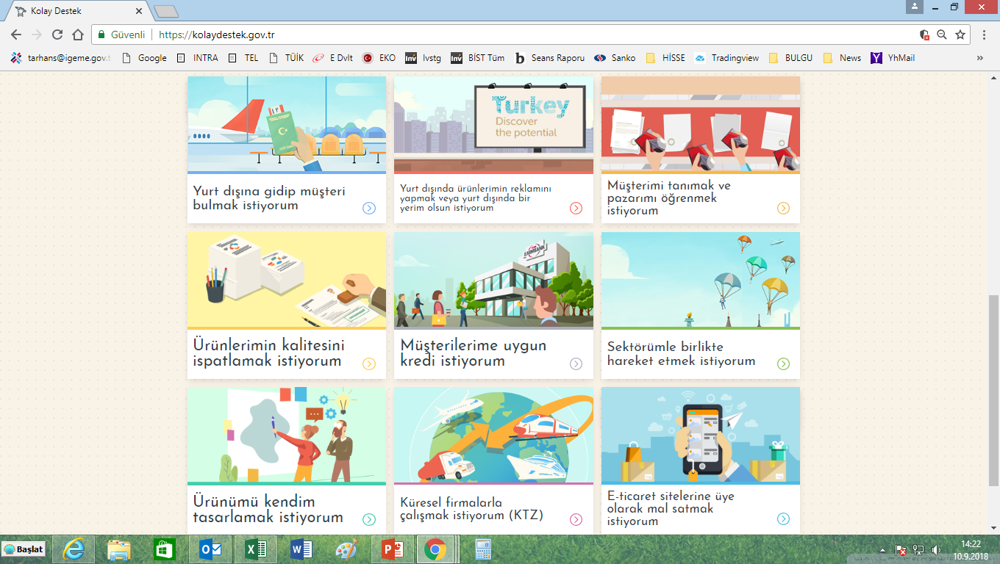 Kolay Destek
Güvenli
https://kolaydestek.gov.tr
tarhans@igeme.gov.t
Google
INTRA
TEL
TÜİK
E Dvlt
EKO
Ivstg
BİST Tüm
Seans Raporu
Sanko
HİSSE
Tradingview
BULGU
News
YhMail
Turkey
Discover
the potential
Yurt dışına gidip müşteri
bulmak istiyorum
Yurt dışında ürünlerimin reklamını
yapmak veya yurt dışında bir
yerim olsun istiyorum
Müşterimi tanımak ve
pazarımı öğrenmek
istiyorum
EXIMBANK
Ürünlerimin kalitesini
ispatlamak istiyorum
Müşterilerime uygun
kredi istiyorum
Sektörümle birlikte
hareket etmek istiyorum
Ürünümü kendim
tasarlamak istiyorum
Küresel firmalarla
çalışmak istiyorum (KTZ)
E-ticaret sitelerine üye
olarak mal satmak
istiyorum
Başlat
14:22
10.9.2018